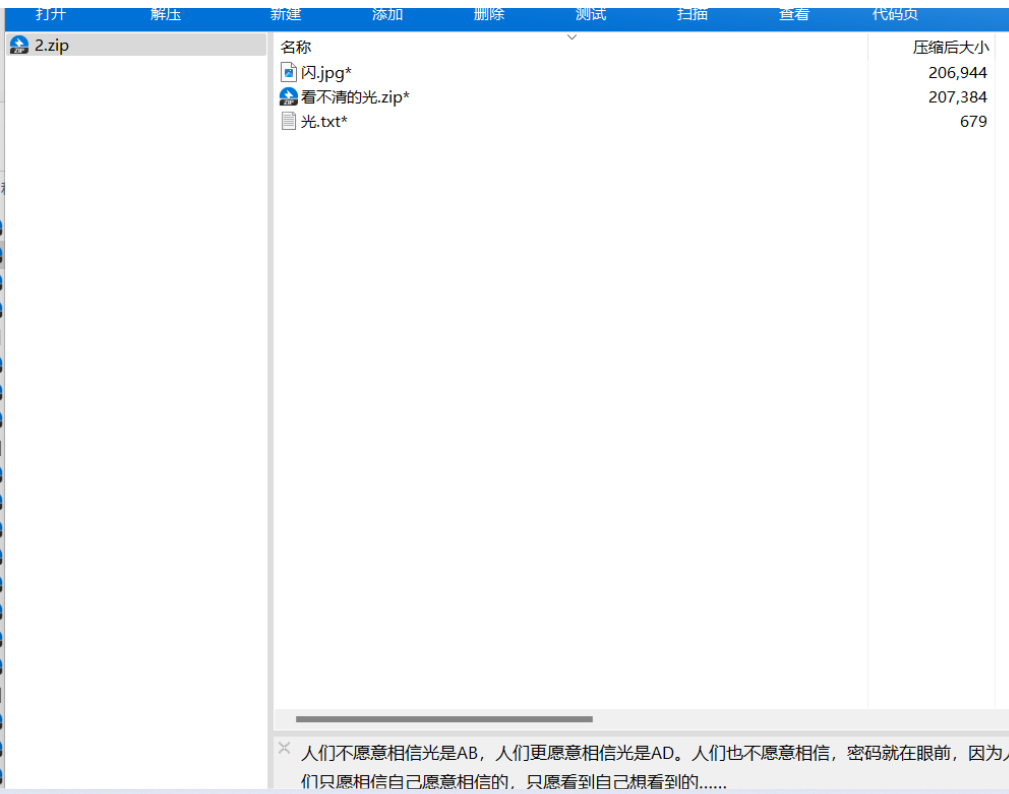 打开 解压 新建 添加 删除 测试 扫描 查看 代码页
2.zip
名称 压缩后大小
闪.jpg* 206,944
看不清的光.zip* 207,384
光.txt* 679
人们不愿意相信光是AB，人们更愿意相信光是AD。人们也不愿意相信，密码就在眼前，因为人
们只愿相信自己愿意相信的，只愿看到自己想看到的......